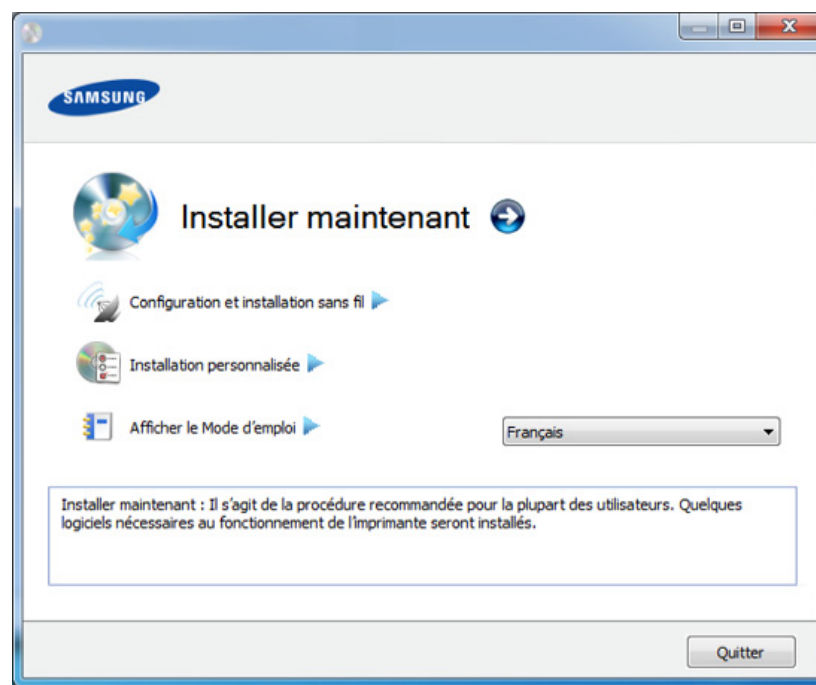 SAMSUNG
Installer maintenant
Configuration et installation sans fil
Installation personnalisée
Afficher le Mode d'emploi
Français
Installer maintenant : Il s'agit de la procédure recommandée pour la plupart des utilisateurs. Quelques
logiciels nécessaires au fonctionnement de l'imprimante seront installés.
Quitter